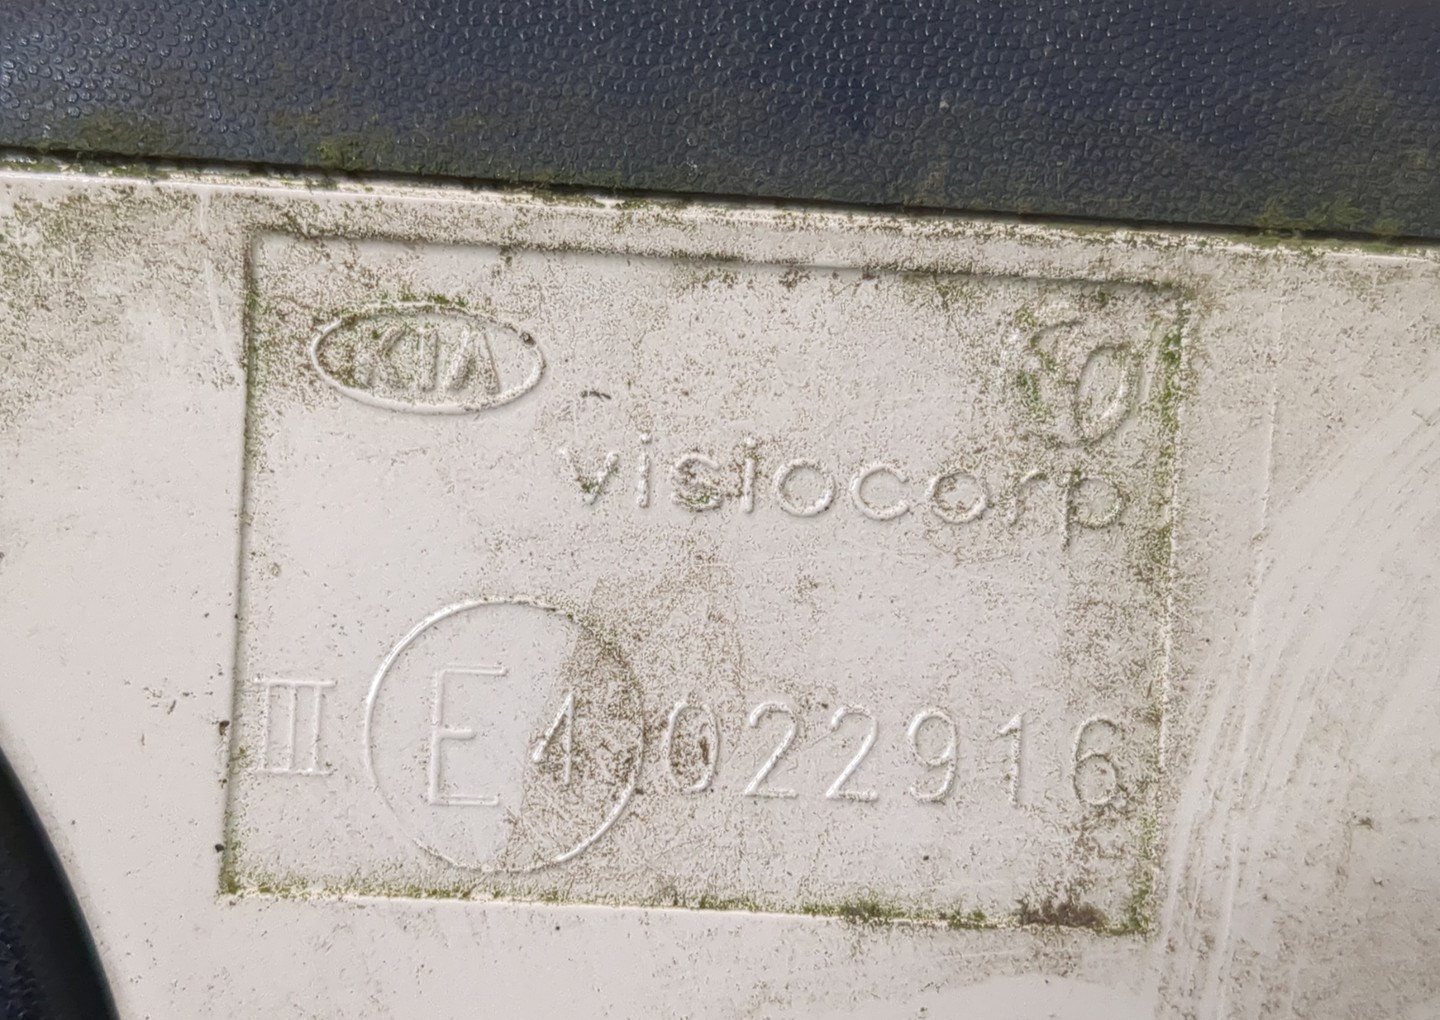 KIA
visiocorp
III E4 022916